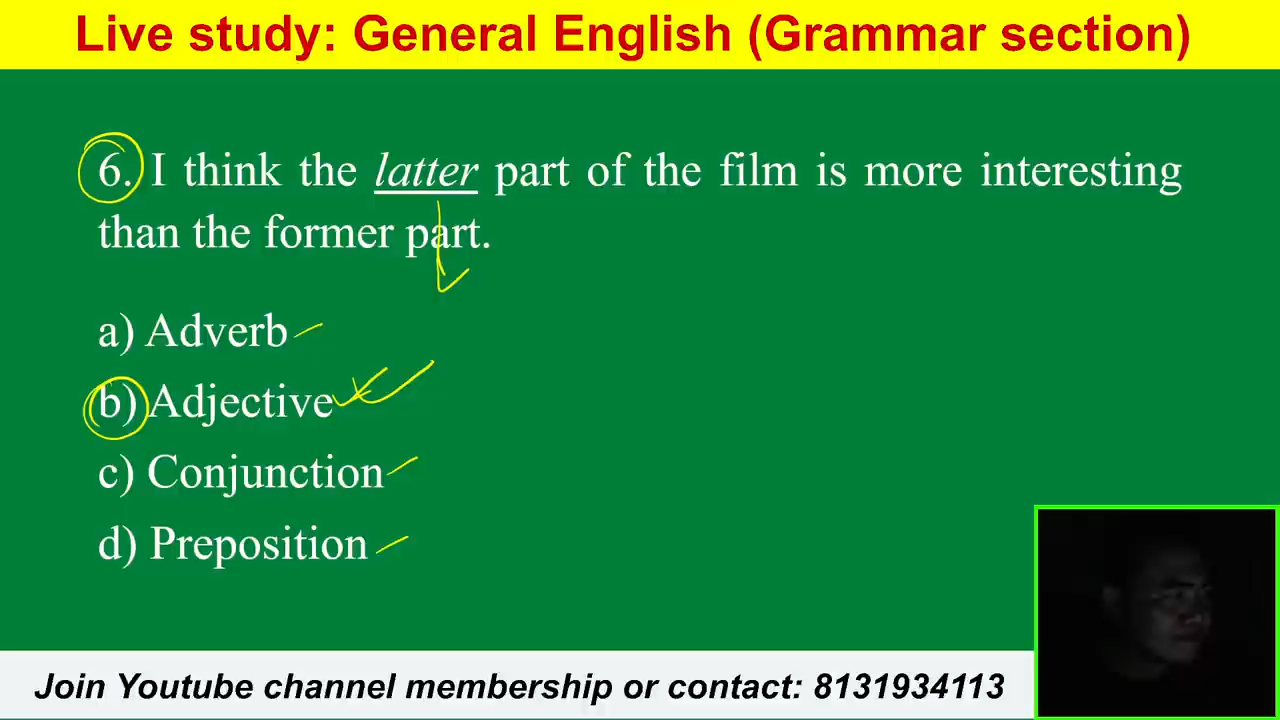 Live study: General English (Grammar section)
6. I think the latter part of the film is more interesting
than the former part.
a) Adverb
b) Adjective
c) Conjunction
d) Preposition
Join Youtube channel membership or contact: 8131934113